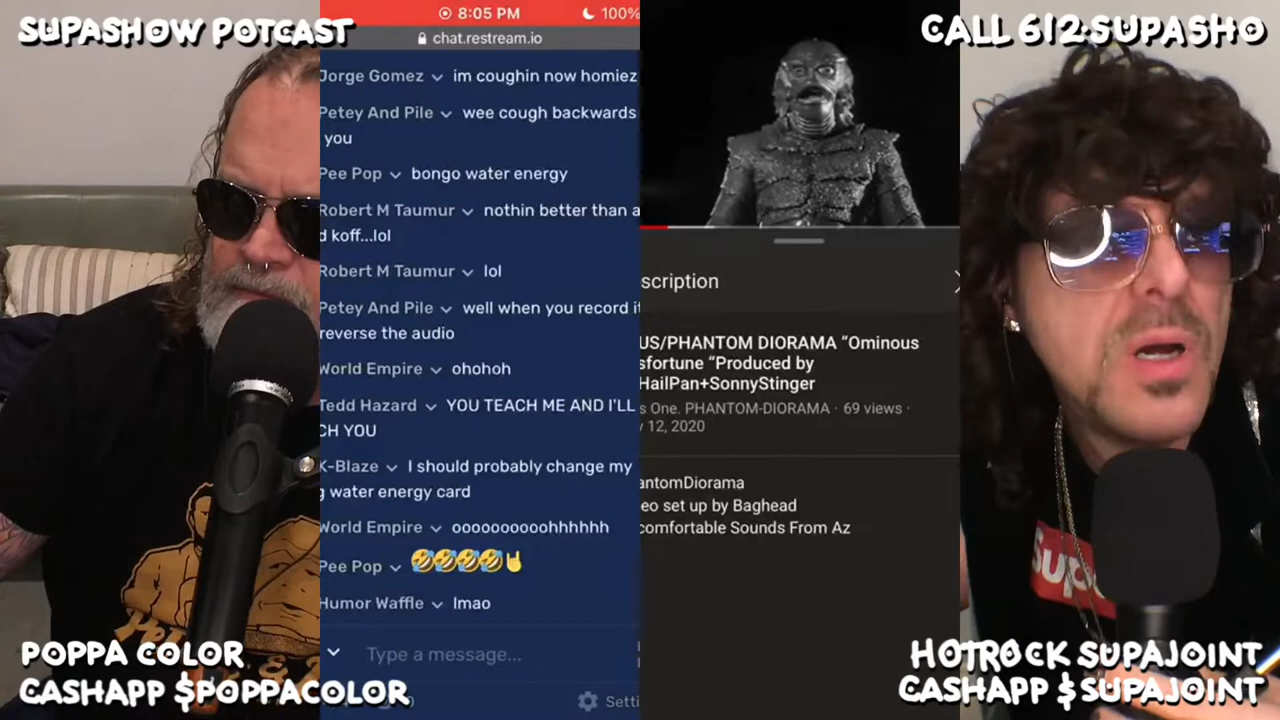 SUPASHOW POTCAST
CALL 612-SUPASHO
8:05 PM
100%
chat.restream.io
Jorge Gomez im coughin now homiez
Petey And Pile wee cough backwards
you
Pee Pop bongo water energy
Robert M Taumur nothin better than a
d koff...lol
Robert M Taumur lol
Petey And Pile well when you record it
reverse the audio
World Empire ohohoh
Tedd Hazard YOU TEACH ME AND I'LL
CH YOU
K-Blaze I should probably change my
g water energy card
World Empire oooooooooohhhhhh
Pee Pop 🤣🤣🤣🤣🤘
Humor Waffle lmao
Type a message...
Setti
scription
US/PHANTOM DIORAMA “Ominous
sfortune “Produced by
HailPan+SonnyStinger
s One. PHANTOM-DIORAMA · 69 views ·
12, 2020
antomDiorama
eo set up by Baghead
comfortable Sounds From Az
Sup
POPPA COLOR
CASHAPP $POPPACOLOR
HOTROCK SUPAJOINT
CASHAPP $SUPAJOINT